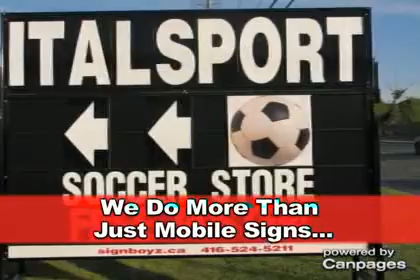 ITALSPORT
SOCCER STORE
We Do More Than
Just Mobile Signs...
signboyz.ca 416-524-5211
powered by
Canpages